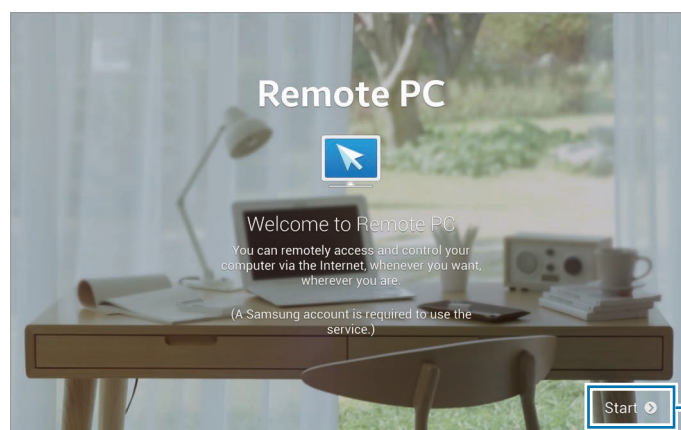 Remote PC
Welcome to Remote PC
You can remotely access and control your
computer via the Internet, whenever you want,
wherever you are.
(A Samsung account is required to use the
service.)
Start